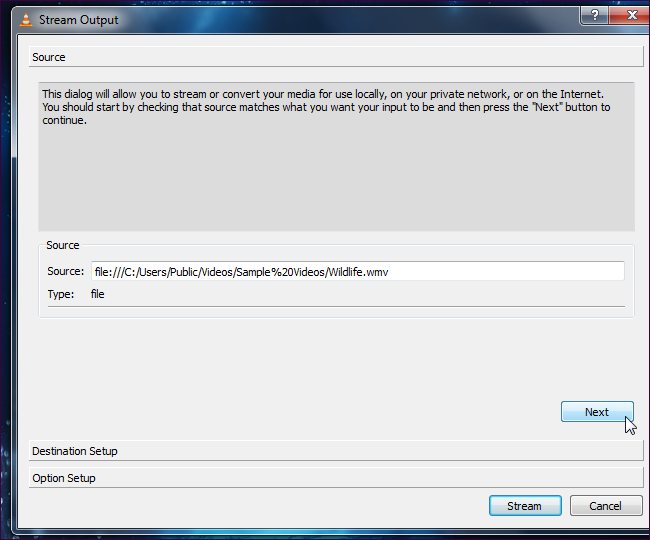 Stream Output
Source
This dialog will allow you to stream or convert your media for use locally, on your private network, or on the Internet.
You should start by checking that source matches what you want your input to be and then press the "Next" button to
continue.
Source
Source: file:///C:/Users/Public/Videos/Sample%20Videos/Wildlife.wmv
Type: file
Next
Destination Setup
Option Setup
Stream Cancel